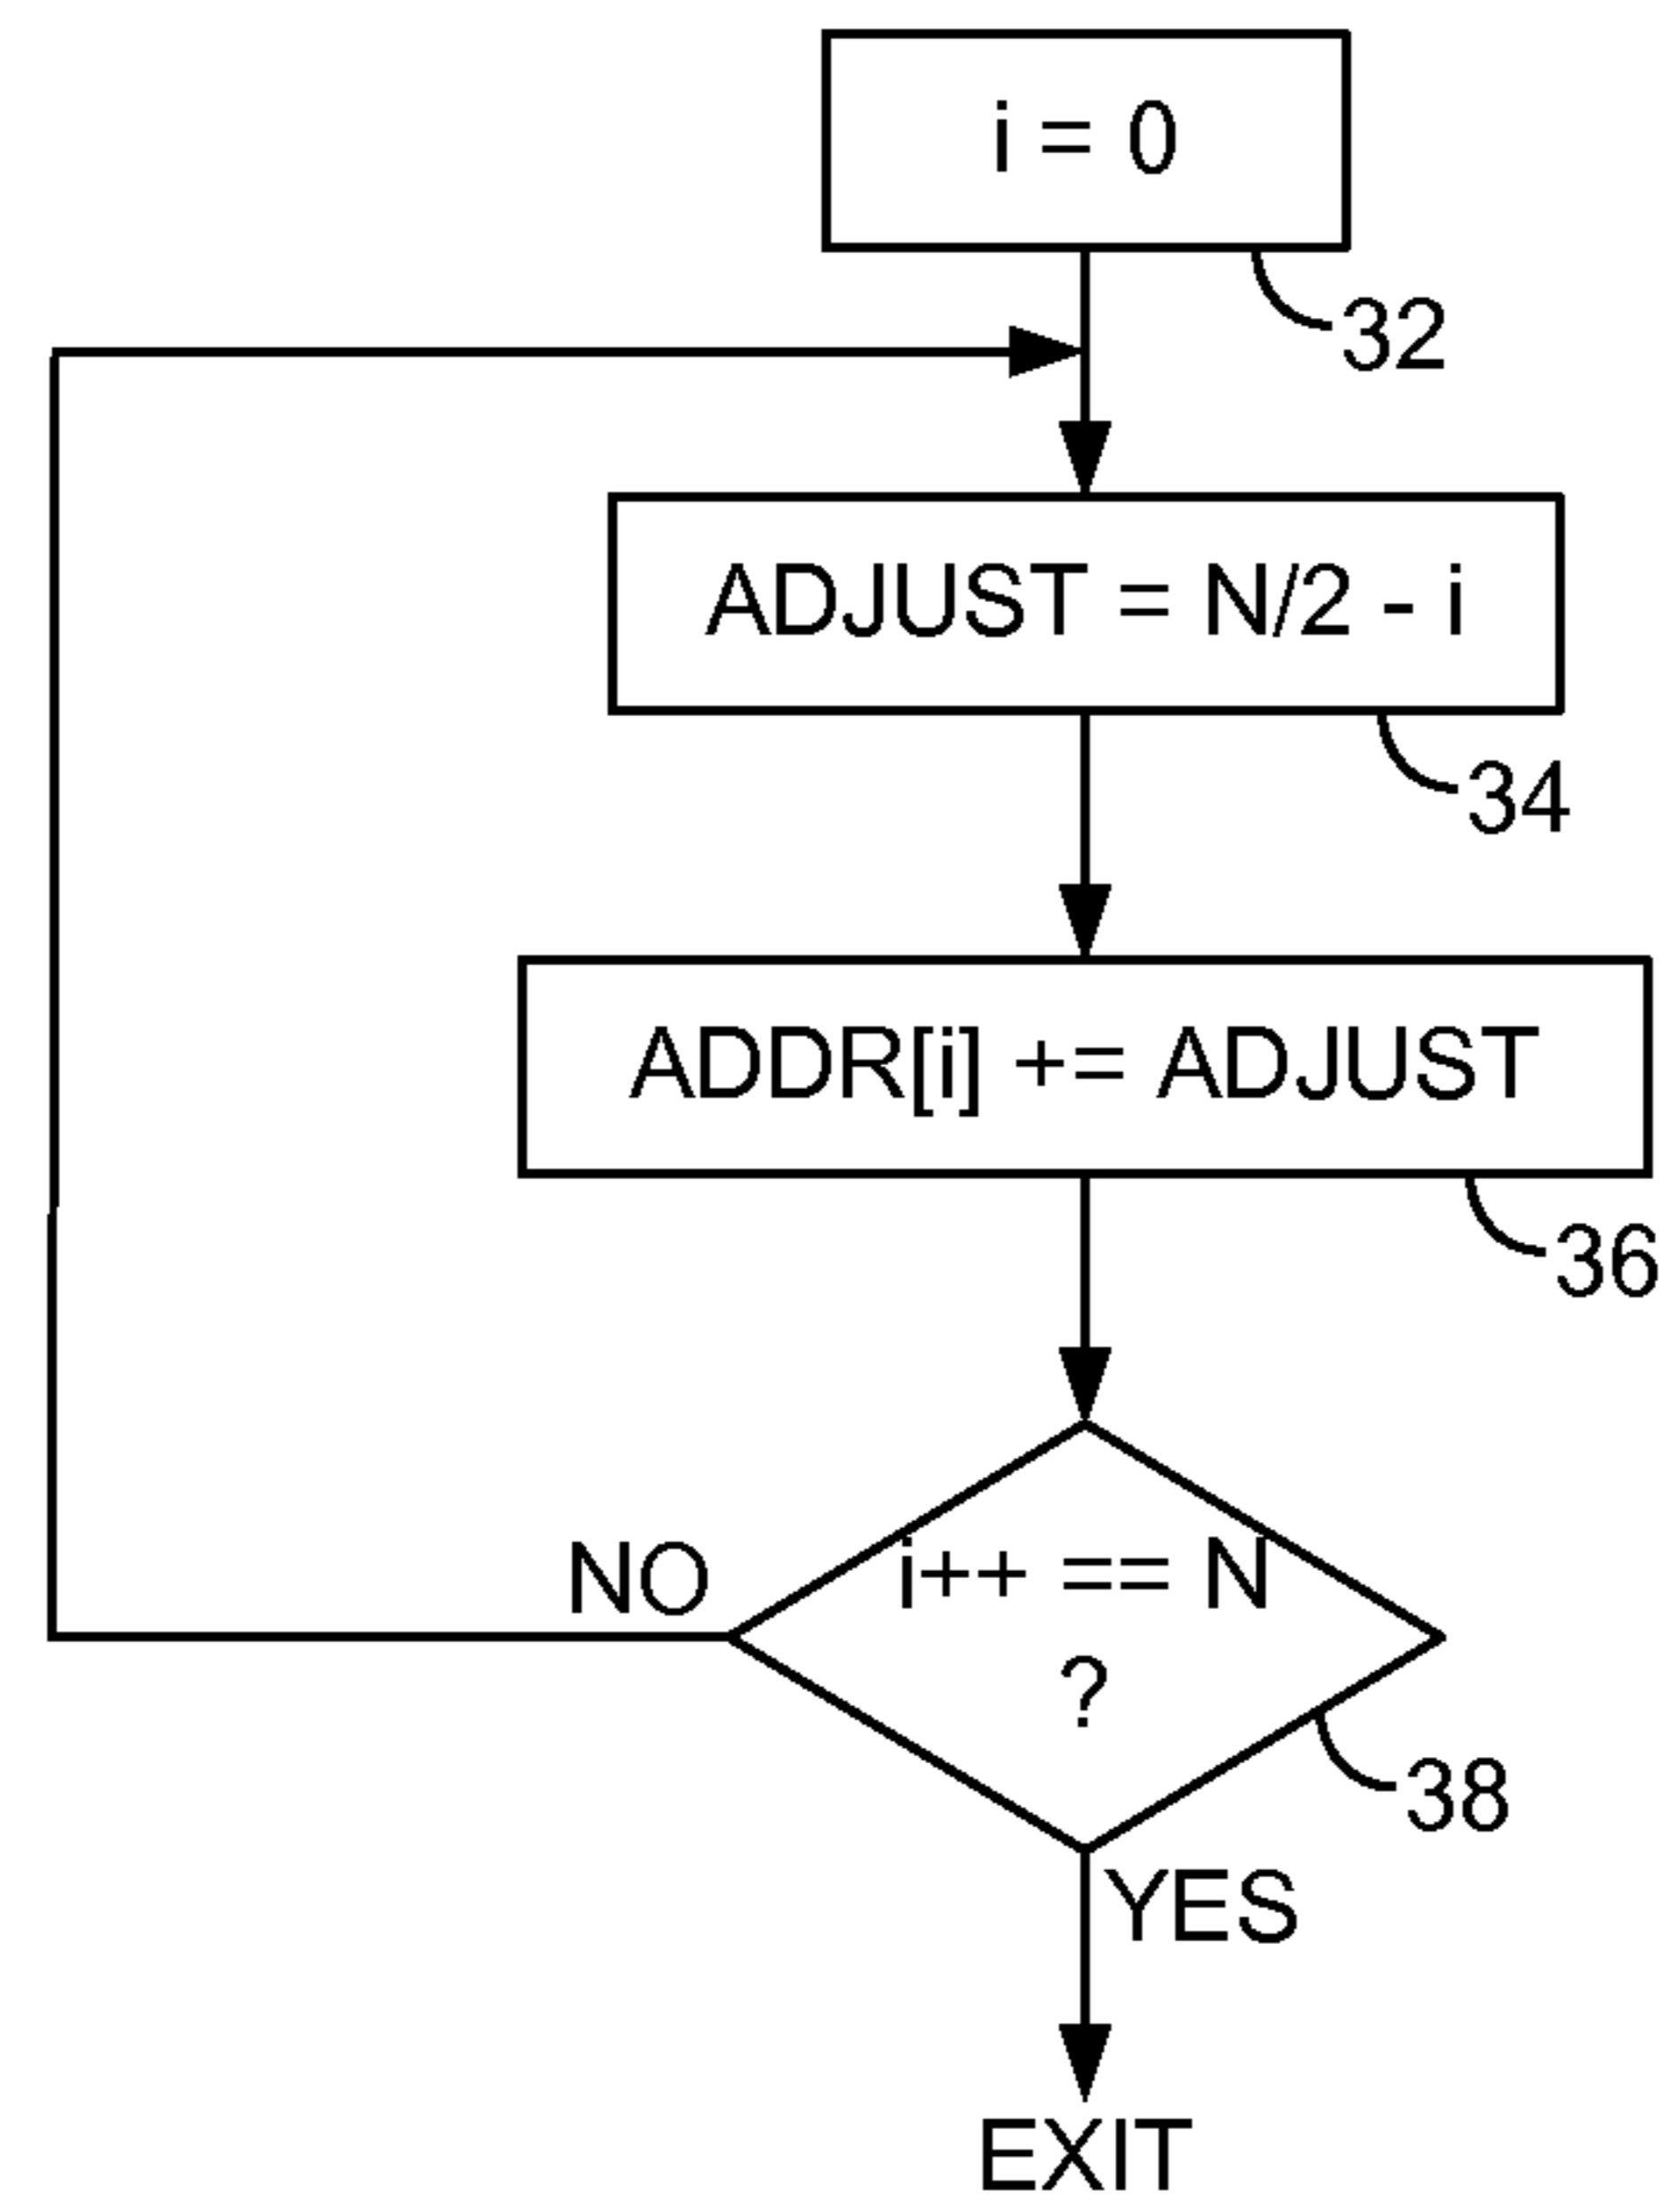 i = 0
32
ADJUST = N/2 - i
34
ADDR[i] += ADJUST
36
NO
i++ == N
?
38
YES
EXIT